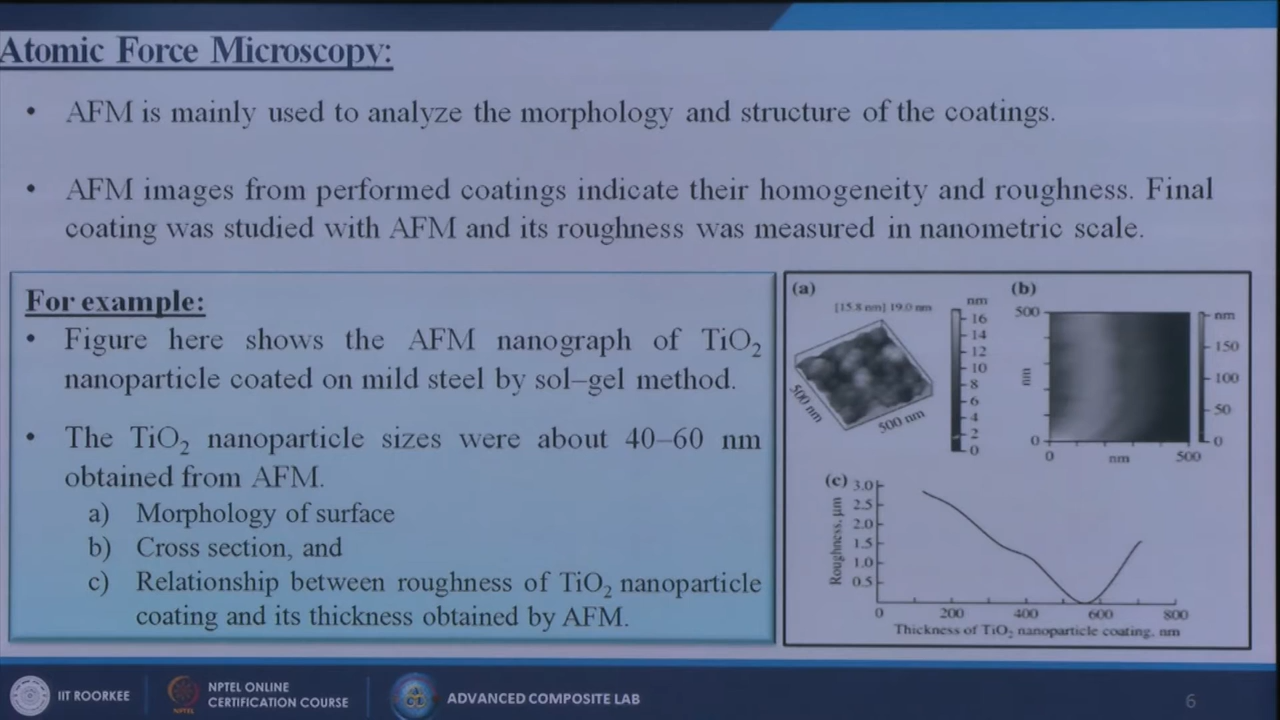 Atomic Force Microscopy:
• AFM is mainly used to analyze the morphology and structure of the coatings.
• AFM images from performed coatings indicate their homogeneity and roughness. Final
coating was studied with AFM and its roughness was measured in nanometric scale.
For example:
• Figure here shows the AFM nanograph of TiO₂
nanoparticle coated on mild steel by sol–gel method.
• The TiO₂ nanoparticle sizes were about 40–60 nm
obtained from AFM.
a) Morphology of surface
b) Cross section, and
c) Relationship between roughness of TiO₂ nanoparticle
coating and its thickness obtained by AFM.
(a)
[15.8 nm] 19.0 nm
nm
16
14
12
10
8
6
4
2
0
500 nm
500 nm
(b)
500
nm
0
0 nm 500
nm
150
100
50
0
(c)
Roughness, μm
3.0
2.5
2.0
1.5
1.0
0.5
0 200 400 600 800
Thickness of TiO₂ nanoparticle coating, nm
IIT ROORKEE
NPTEL ONLINE
CERTIFICATION COURSE
NPTEL
ADVANCED COMPOSITE LAB
6